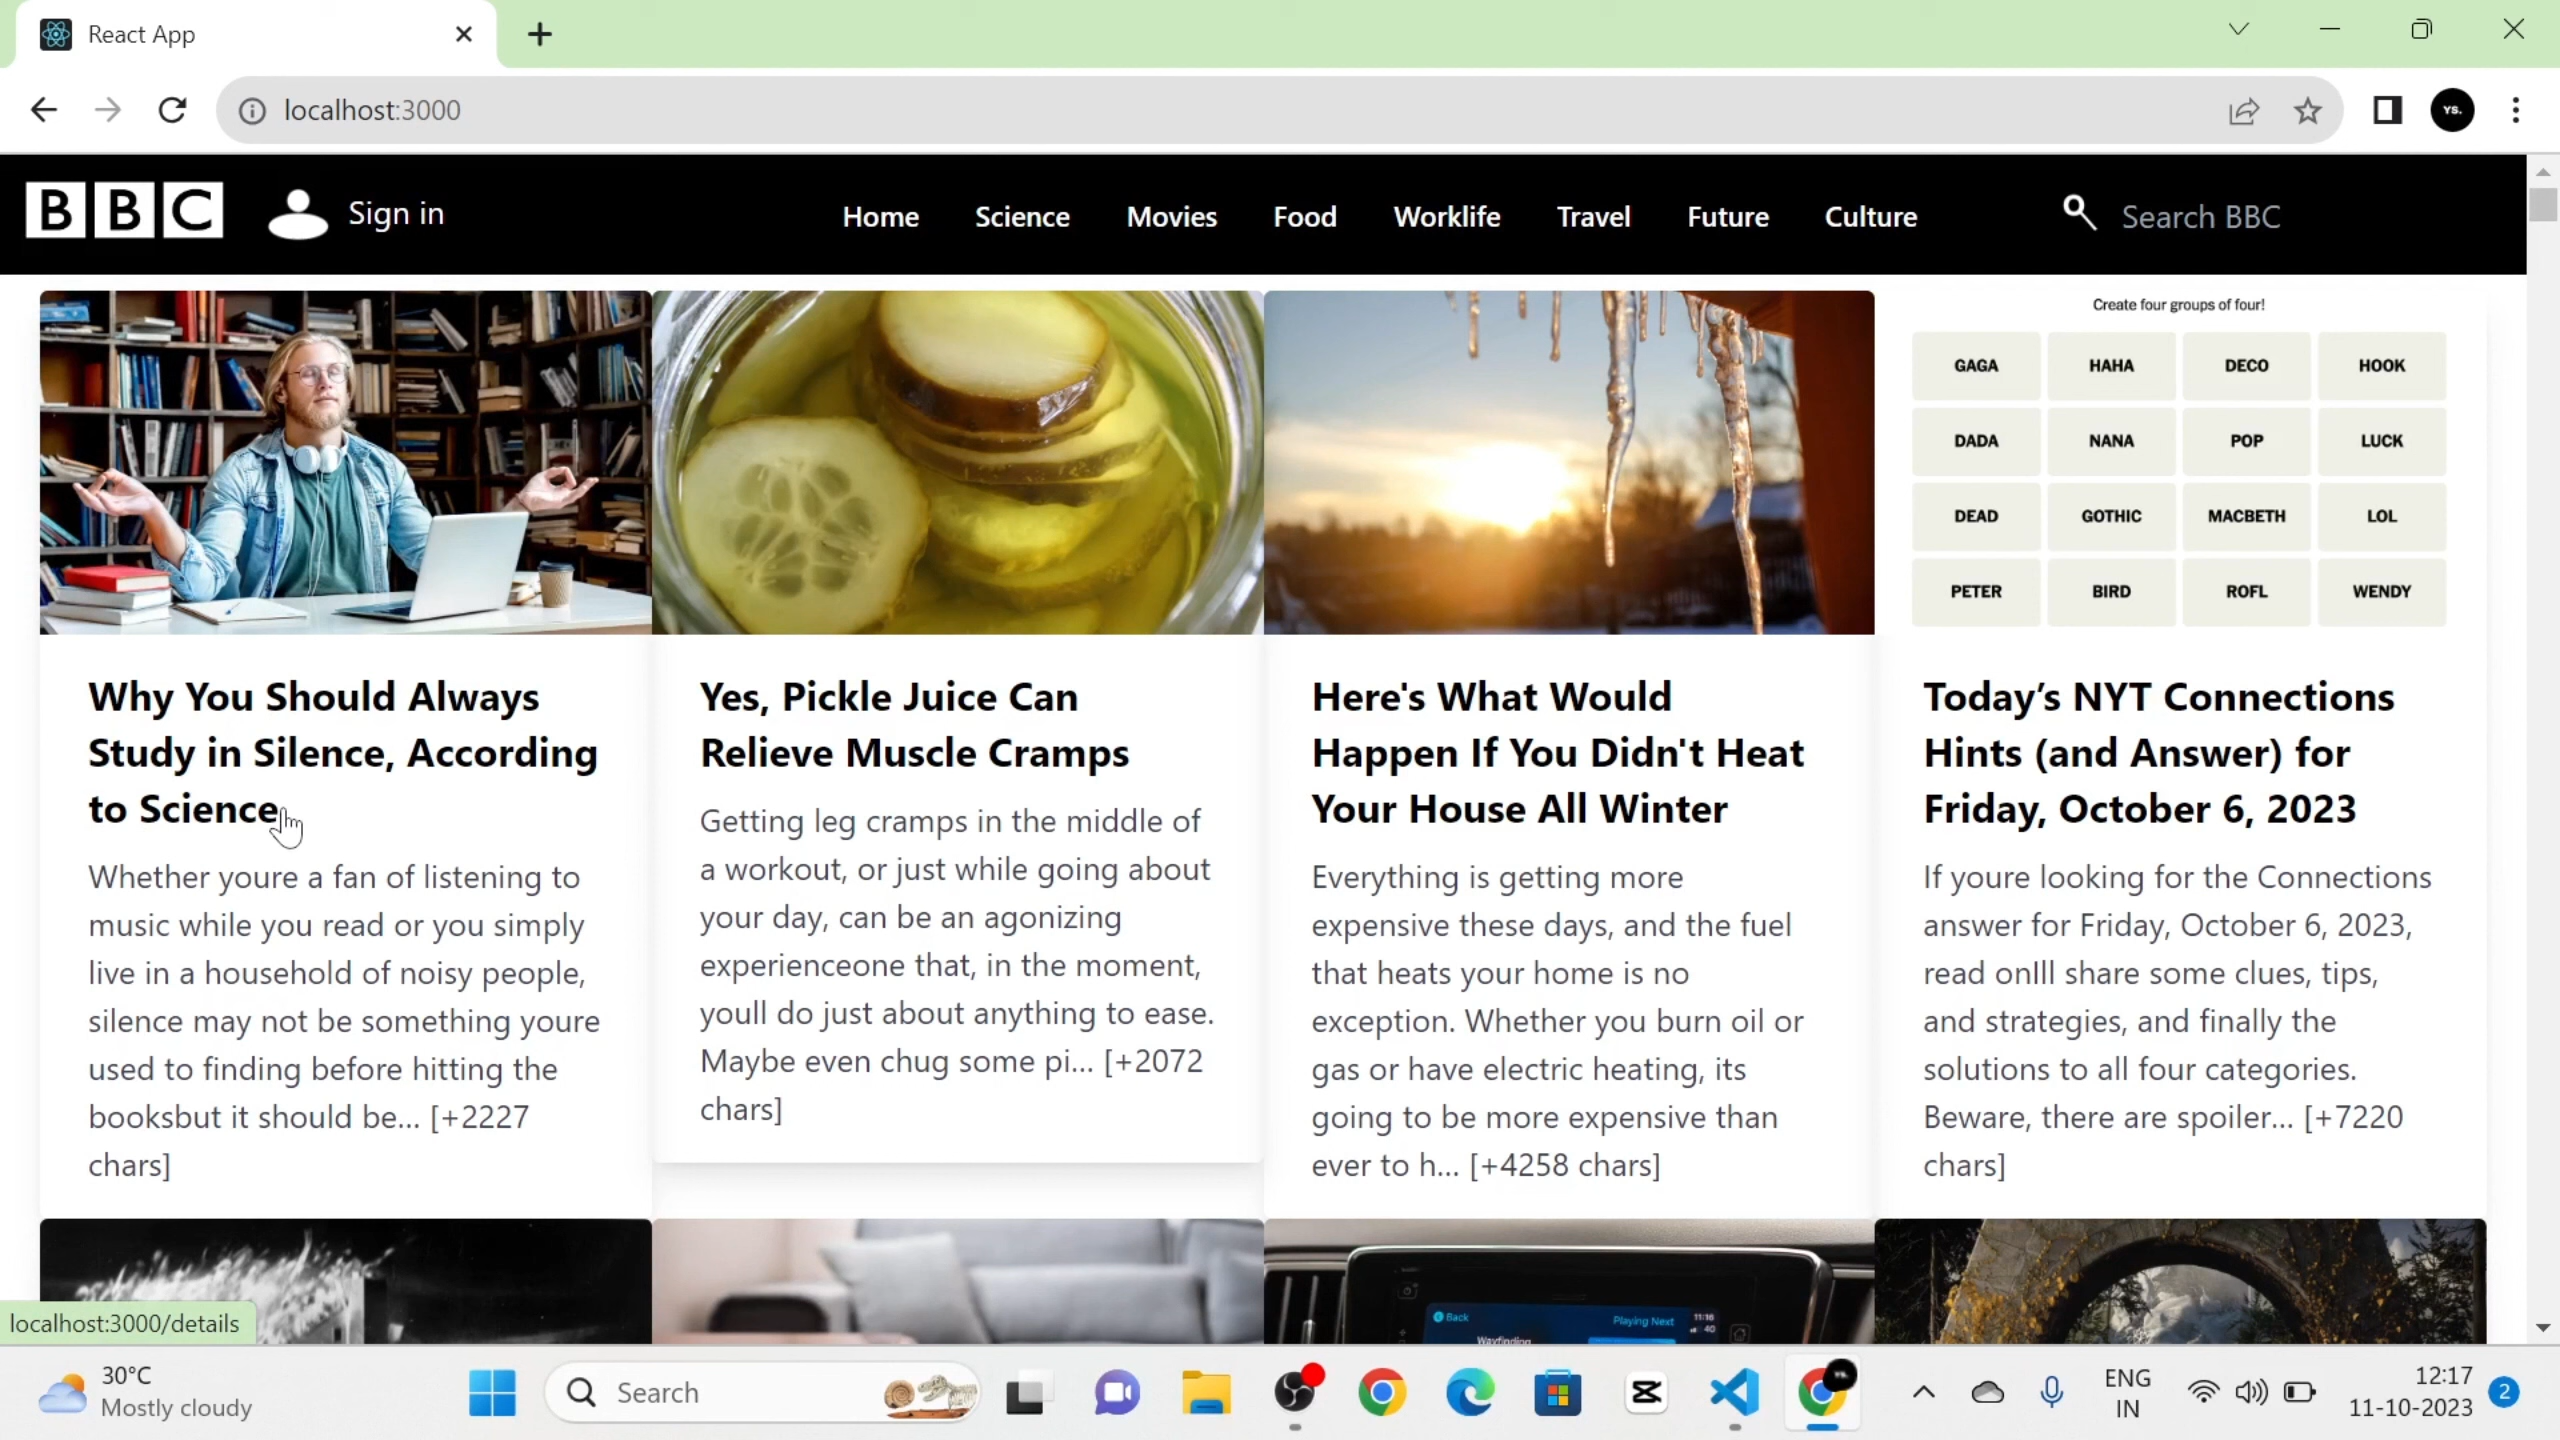 React App
localhost:3000
YS.
BBC
Sign in
Home
Science
Movies
Food
Worklife
Travel
Future
Culture
Search BBC
Create four groups of four!
GAGA HAHA DECO HOOK
DADA NANA POP LUCK
DEAD GOTHIC MACBETH LOL
PETER BIRD ROFL WENDY
Why You Should Always
Study in Silence, According
to Science
Whether youre a fan of listening to
music while you read or you simply
live in a household of noisy people,
silence may not be something youre
used to finding before hitting the
booksbut it should be... [+2227
chars]
Yes, Pickle Juice Can
Relieve Muscle Cramps
Getting leg cramps in the middle of
a workout, or just while going about
your day, can be an agonizing
experienceone that, in the moment,
youll do just about anything to ease.
Maybe even chug some pi... [+2072
chars]
Here's What Would
Happen If You Didn't Heat
Your House All Winter
Everything is getting more
expensive these days, and the fuel
that heats your home is no
exception. Whether you burn oil or
gas or have electric heating, its
going to be more expensive than
ever to h... [+4258 chars]
Today’s NYT Connections
Hints (and Answer) for
Friday, October 6, 2023
If youre looking for the Connections
answer for Friday, October 6, 2023,
read onIll share some clues, tips,
and strategies, and finally the
solutions to all four categories.
Beware, there are spoiler... [+7220
chars]
Back
Playing Next
11:16
40
Wayfinding
localhost:3000/details
30°C
Mostly cloudy
Search
ENG
IN
12:17
11-10-2023
2